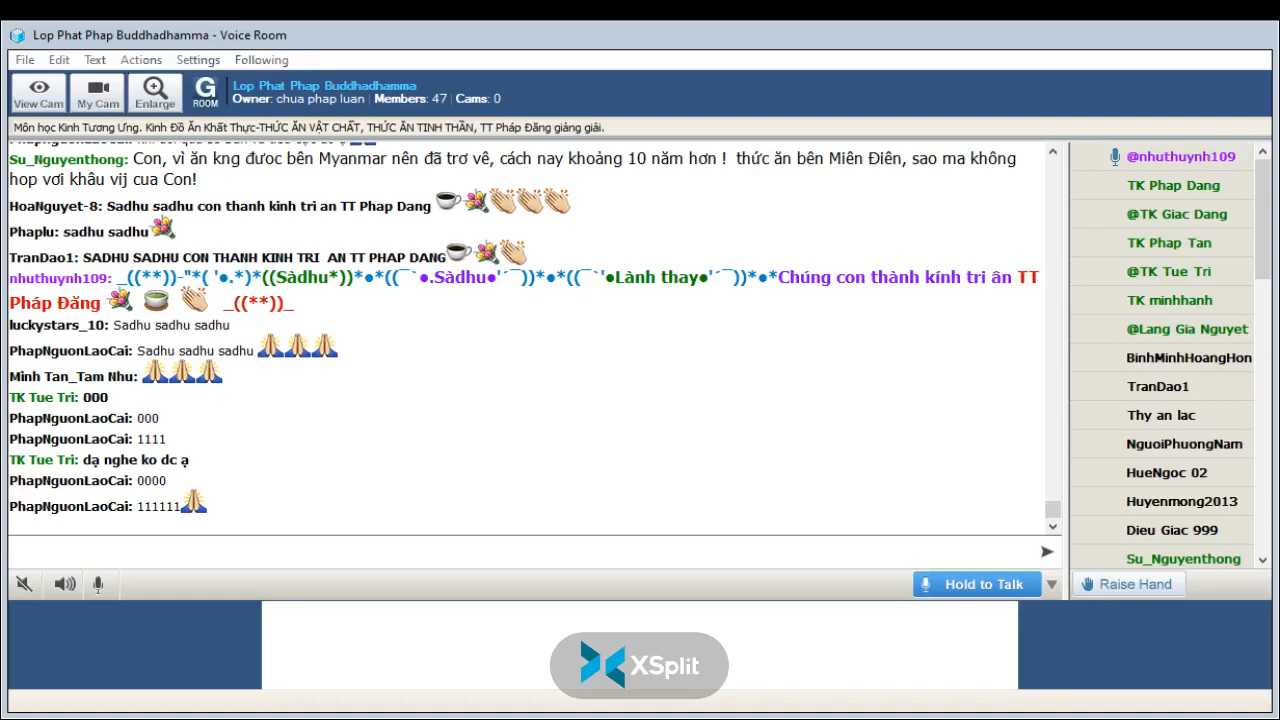 Lop Phat Phap Buddhadhamma - Voice Room
File Edit Text Actions Settings Following
View Cam My Cam Enlarge G ROOM
Lop Phat Phap Buddhadhamma
Owner: chua phap luan | Members: 47 | Cams: 0
Môn học Kinh Tương Ưng. Kinh Đồ Ăn Khất Thực-THỨC ĂN VẬT CHẤT, THỨC ĂN TINH THẦN, TT Pháp Đăng giảng giải.
Su_Nguyenthong: Con, vì ăn kng đưoc bên Myanmar nên đã trơ vê, cách nay khoảng 10 năm hơn ! thức ăn bên Miên Điên, sao ma không
hop vơi khâu vij cua Con!
HoaNguyet-8: Sadhu sadhu con thanh kinh tri an TT Phap Dang
Phaplu: sadhu sadhu
TranDao1: SADHU SADHU CON THANH KINH TRI AN TT PHAP DANG
nhuthuynh109: _((**))-"*( '●.*)*((Sàdhu*))*●*((¯`●.Sàdhu●'´¯))*●*((¯`'●Lành thay●'´¯))*●*Chúng con thành kính tri ân TT
Pháp Đăng _((**))_
luckystars_10: Sadhu sadhu sadhu
PhapNguonLaoCai: Sadhu sadhu sadhu
Minh Tan_Tam Nhu:
TK Tue Tri: 000
PhapNguonLaoCai: 000
PhapNguonLaoCai: 1111
TK Tue Tri: dạ nghe ko dc ạ
PhapNguonLaoCai: 0000
PhapNguonLaoCai: 111111
Hold to Talk
@nhuthuynh109
TK Phap Dang
@TK Giac Dang
TK Phap Tan
@TK Tue Tri
TK minhhanh
@Lang Gia Nguyet
BinhMinhHoangHon
TranDao1
Thy an lac
NguoiPhuongNam
HueNgoc 02
Huyenmong2013
Dieu Giac 999
Su_Nguyenthong
Raise Hand
XSplit